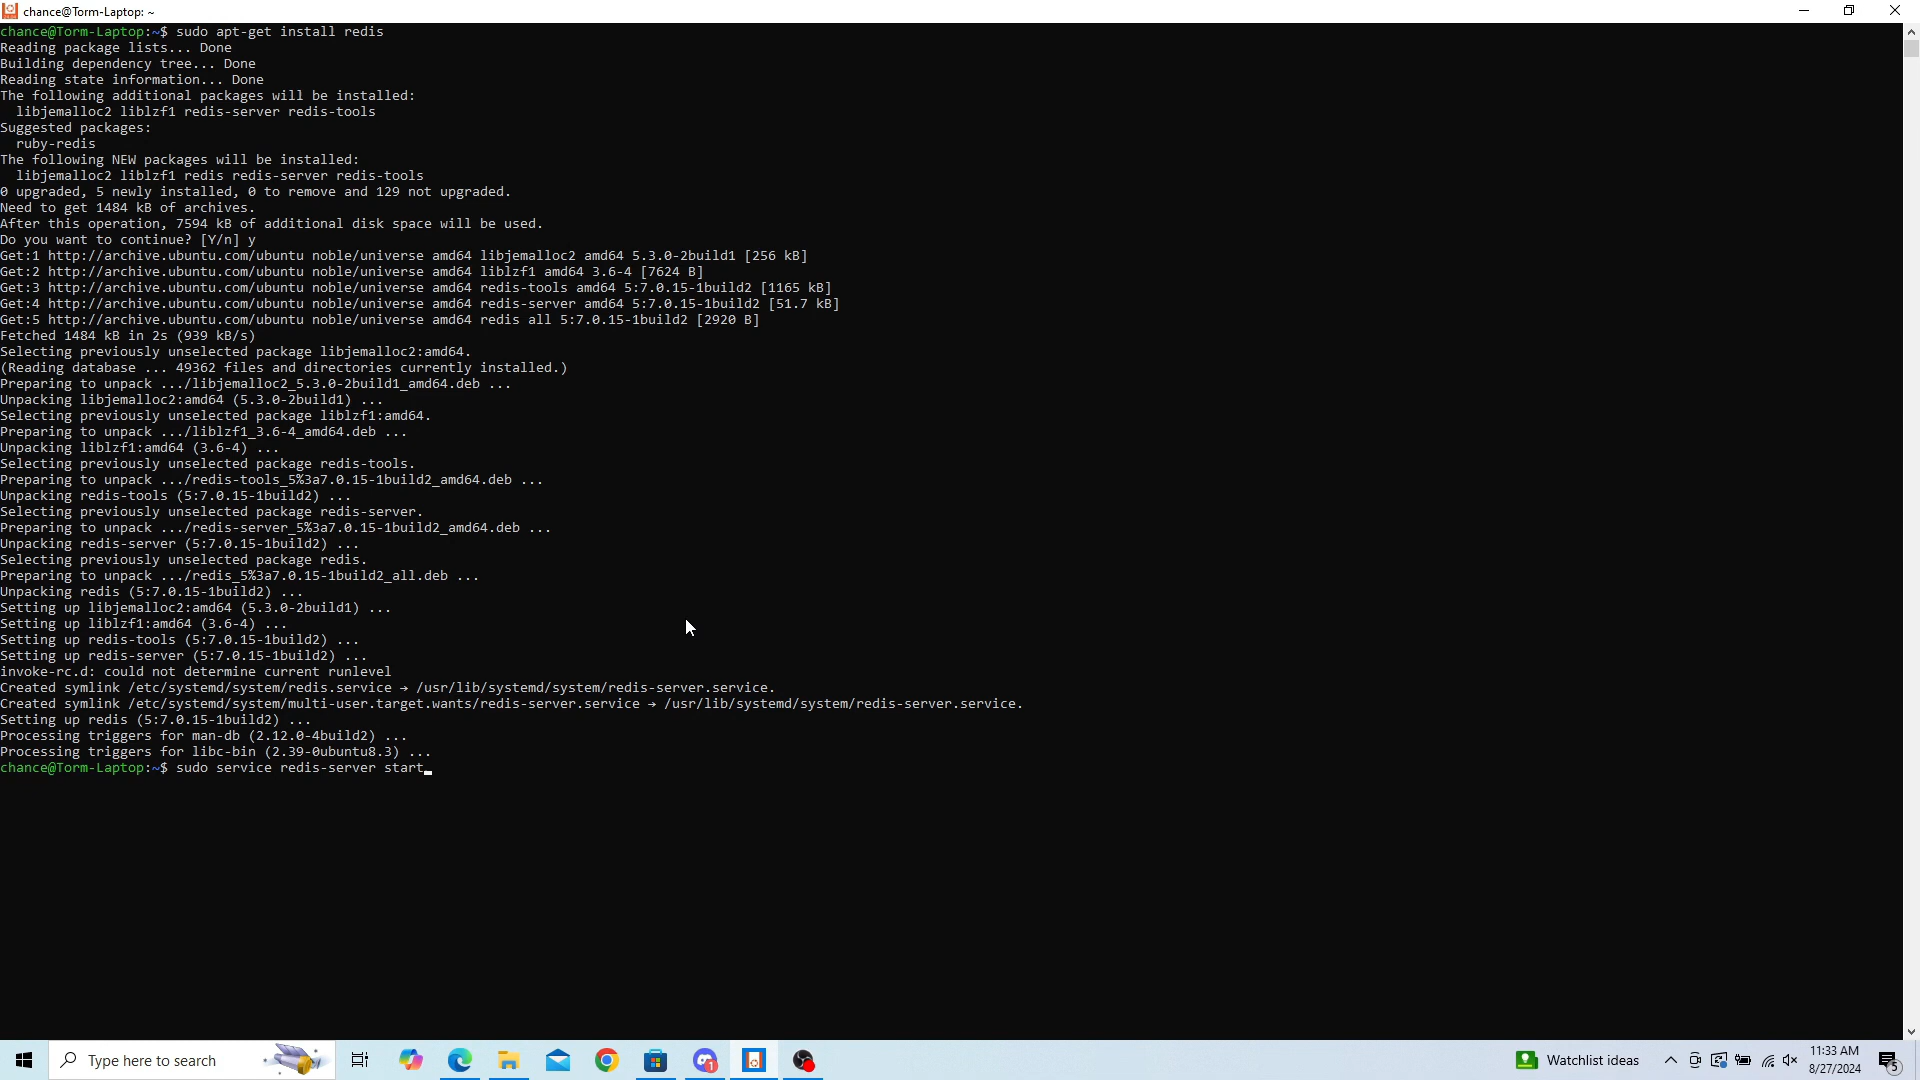 chance@Torm-Laptop: ~
chance@Torm-Laptop:~$ sudo apt-get install redis
Reading package lists... Done
Building dependency tree... Done
Reading state information... Done
The following additional packages will be installed:
  libjemalloc2 liblzf1 redis-server redis-tools
Suggested packages:
  ruby-redis
The following NEW packages will be installed:
  libjemalloc2 liblzf1 redis redis-server redis-tools
0 upgraded, 5 newly installed, 0 to remove and 129 not upgraded.
Need to get 1484 kB of archives.
After this operation, 7594 kB of additional disk space will be used.
Do you want to continue? [Y/n] y
Get:1 http://archive.ubuntu.com/ubuntu noble/universe amd64 libjemalloc2 amd64 5.3.0-2build1 [256 kB]
Get:2 http://archive.ubuntu.com/ubuntu noble/universe amd64 liblzf1 amd64 3.6-4 [7624 B]
Get:3 http://archive.ubuntu.com/ubuntu noble/universe amd64 redis-tools amd64 5:7.0.15-1build2 [1165 kB]
Get:4 http://archive.ubuntu.com/ubuntu noble/universe amd64 redis-server amd64 5:7.0.15-1build2 [51.7 kB]
Get:5 http://archive.ubuntu.com/ubuntu noble/universe amd64 redis all 5:7.0.15-1build2 [2920 B]
Fetched 1484 kB in 2s (939 kB/s)
Selecting previously unselected package libjemalloc2:amd64.
(Reading database ... 49362 files and directories currently installed.)
Preparing to unpack .../libjemalloc2_5.3.0-2build1_amd64.deb ...
Unpacking libjemalloc2:amd64 (5.3.0-2build1) ...
Selecting previously unselected package liblzf1:amd64.
Preparing to unpack .../liblzf1_3.6-4_amd64.deb ...
Unpacking liblzf1:amd64 (3.6-4) ...
Selecting previously unselected package redis-tools.
Preparing to unpack .../redis-tools_5%3a7.0.15-1build2_amd64.deb ...
Unpacking redis-tools (5:7.0.15-1build2) ...
Selecting previously unselected package redis-server.
Preparing to unpack .../redis-server_5%3a7.0.15-1build2_amd64.deb ...
Unpacking redis-server (5:7.0.15-1build2) ...
Selecting previously unselected package redis.
Preparing to unpack .../redis_5%3a7.0.15-1build2_all.deb ...
Unpacking redis (5:7.0.15-1build2) ...
Setting up libjemalloc2:amd64 (5.3.0-2build1) ...
Setting up liblzf1:amd64 (3.6-4) ...
Setting up redis-tools (5:7.0.15-1build2) ...
Setting up redis-server (5:7.0.15-1build2) ...
invoke-rc.d: could not determine current runlevel
Created symlink /etc/systemd/system/redis.service → /usr/lib/systemd/system/redis-server.service.
Created symlink /etc/systemd/system/multi-user.target.wants/redis-server.service → /usr/lib/systemd/system/redis-server.service.
Setting up redis (5:7.0.15-1build2) ...
Processing triggers for man-db (2.12.0-4build2) ...
Processing triggers for libc-bin (2.39-0ubuntu8.3) ...
chance@Torm-Laptop:~$ sudo service redis-server start
Type here to search
1
Watchlist ideas
11:33 AM
8/27/2024
5